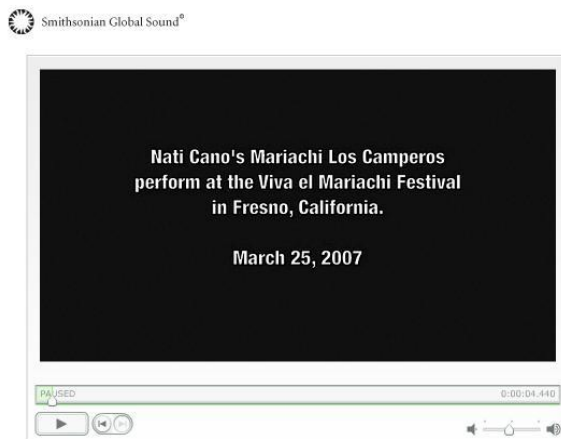 Smithsonian Global Sound®
Nati Cano's Mariachi Los Camperos
perform at the Viva el Mariachi Festival
in Fresno, California.
March 25, 2007
PAUSED
0:00:04.440